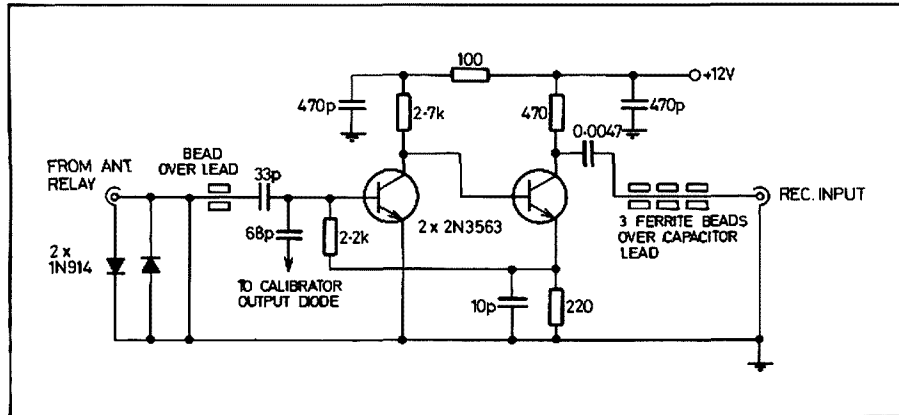 100
+12V
470p
2·7k
470
470p
0·0047
BEAD
OVER LEAD
FROM ANT.
RELAY
33p
REC. INPUT
68p
2·2k
2 x 2N3563
3 FERRITE BEADS
OVER CAPACITOR
LEAD
2 x
1N914
TO CALIBRATOR
OUTPUT DIODE
10p
220